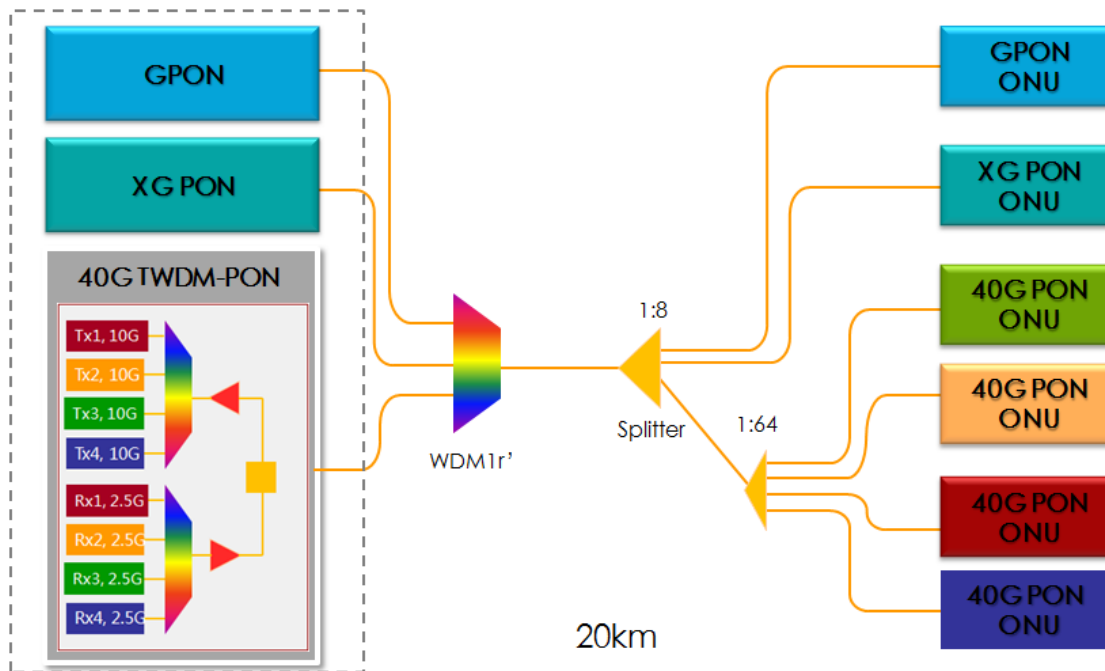 GPON
XG PON
40G TWDM-PON
Tx1, 10G
Tx2, 10G
Tx3, 10G
Tx4, 10G
Rx1, 2.5G
Rx2, 2.5G
Rx3, 2.5G
Rx4, 2.5G
WDM1r’
1:8
Splitter
1:64
20km
GPON
ONU
XG PON
ONU
40G PON
ONU
40G PON
ONU
40G PON
ONU
40G PON
ONU